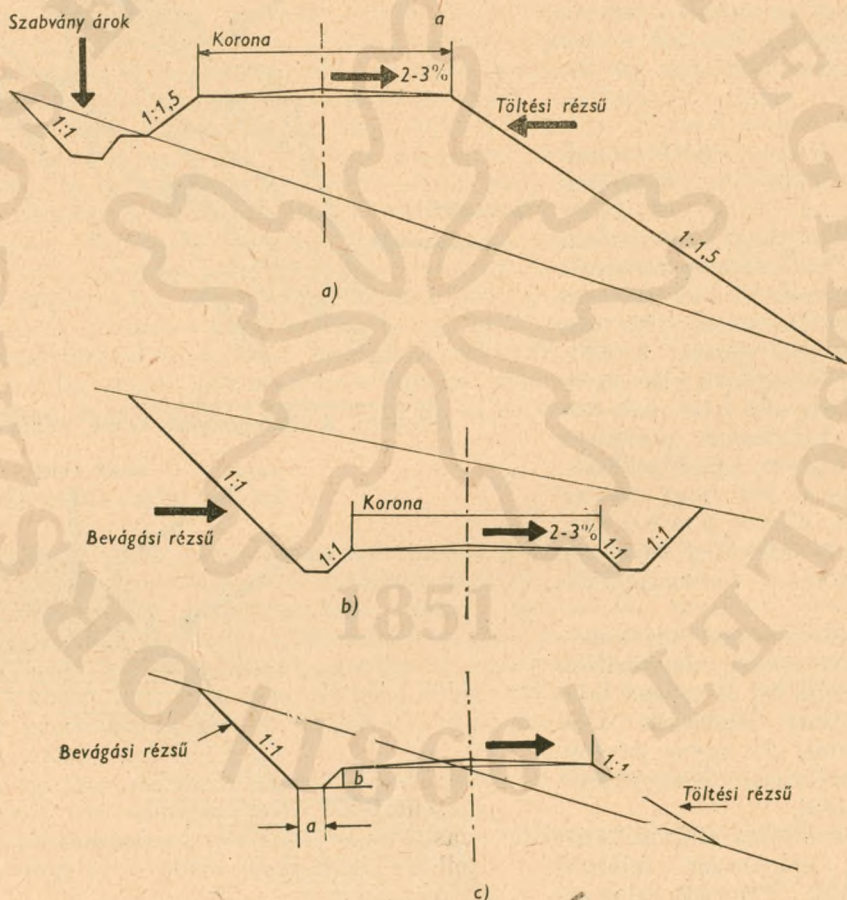 Szabvány árok
a
Korona
2-3%
Töltési rézsű
1:1
1:1,5
1:1,5
a)
1:1
Korona
2-3%
Bevágási rézsű
1:1
1:1
1:1
b)
1851
1866
Bevágási rézsű
1:1
b
Töltési rézsű
a
c)